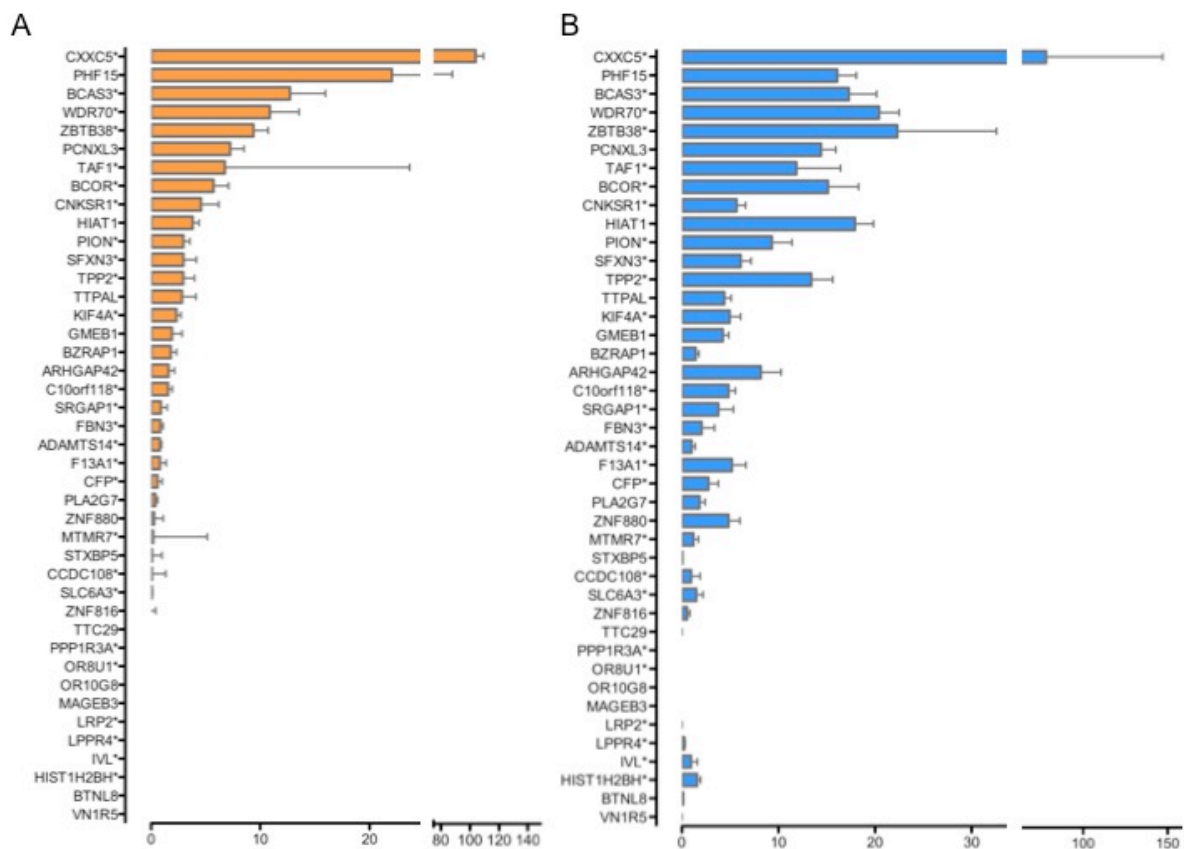 A
CXXC5*
PHF15
BCAS3*
WDR70*
ZBTB38*
PCNXL3
TAF1*
BCOR*
CNKSR1*
HIAT1
PION*
SFXN3*
TPP2*
TTPAL
KIF4A*
GMEB1
BZRAP1
ARHGAP42
C10orf118*
SRGAP1*
FBN3*
ADAMTS14*
F13A1*
CFP*
PLA2G7
ZNF880
MTMR7*
STXBP5
CCDC108*
SLC6A3*
ZNF816
TTC29
PPP1R3A*
OR8U1*
OR10G8
MAGEB3
LRP2*
LPPR4*
IVL*
HIST1H2BH*
BTNL8
VN1R5
0 10 20 80 100 120 140
B
CXXC5*
PHF15
BCAS3*
WDR70*
ZBTB38*
PCNXL3
TAF1*
BCOR*
CNKSR1*
HIAT1
PION*
SFXN3*
TPP2*
TTPAL
KIF4A*
GMEB1
BZRAP1
ARHGAP42
C10orf118*
SRGAP1*
FBN3*
ADAMTS14*
F13A1*
CFP*
PLA2G7
ZNF880
MTMR7*
STXBP5
CCDC108*
SLC6A3*
ZNF816
TTC29
PPP1R3A*
OR8U1*
OR10G8
MAGEB3
LRP2*
LPPR4*
IVL*
HIST1H2BH*
BTNL8
VN1R5
0 10 20 30 100 150